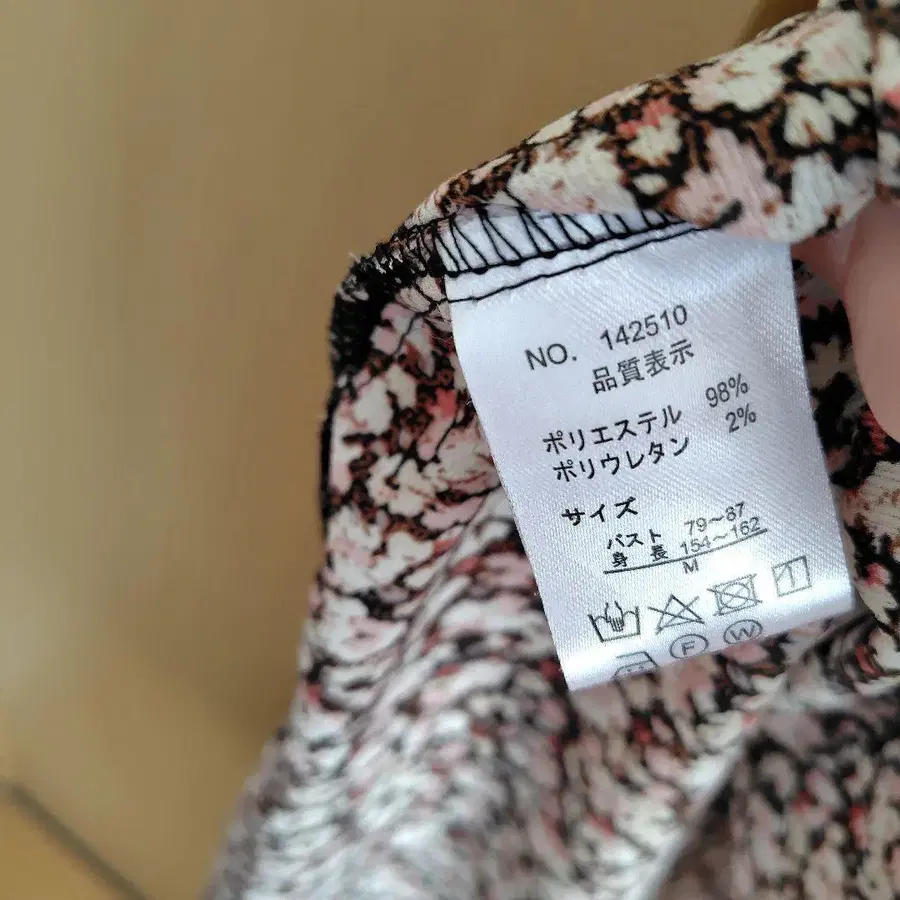 NO. 142510
品質表示
ポリエステル 98%
ポリウレタン 2%
サイズ
バスト 79〜87
身長 154〜162
M
F W